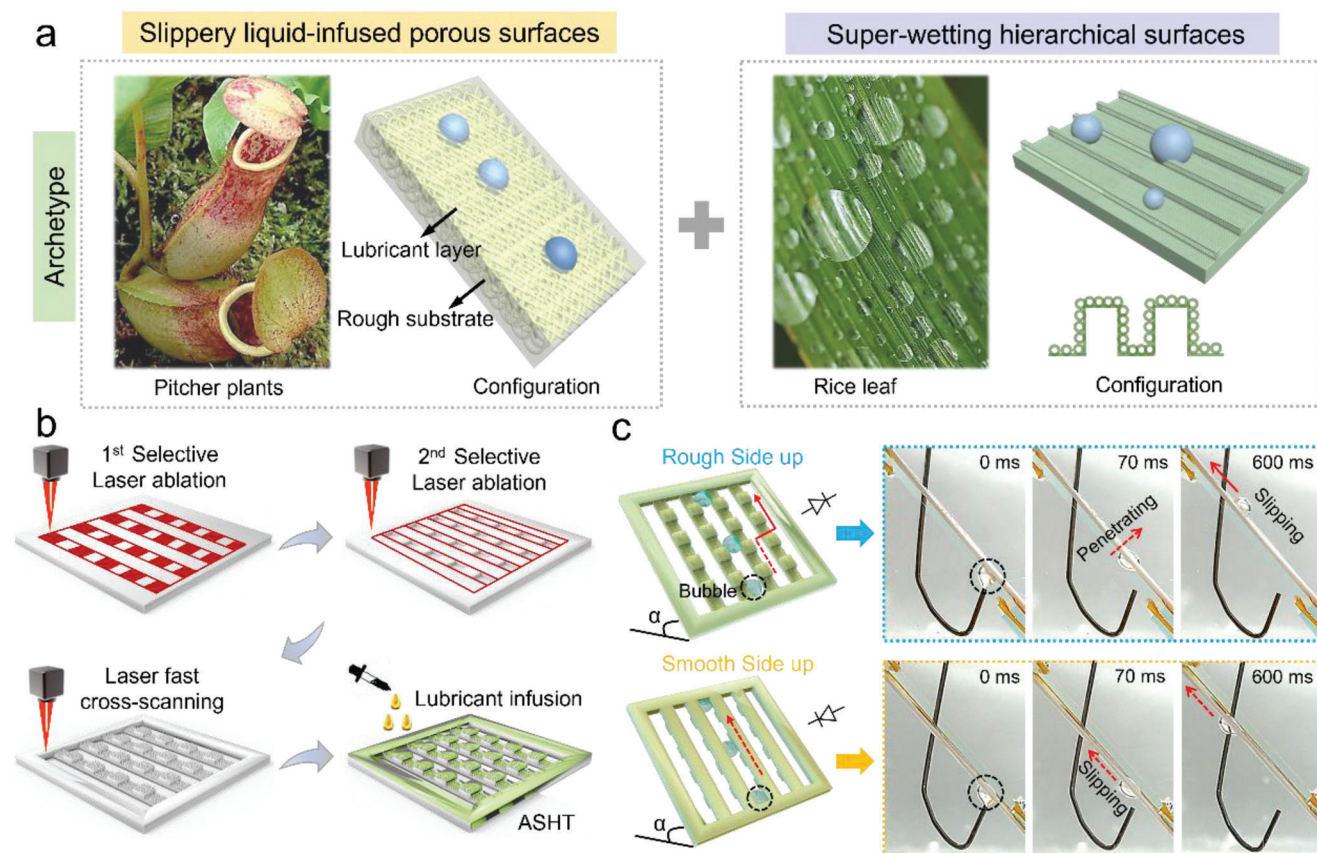 a
Slippery liquid-infused porous surfaces
Super-wetting hierarchical surfaces
Archetype
Lubricant layer
Rough substrate
Pitcher plants
Configuration
Rice leaf
Configuration
b
1st Selective
Laser ablation
2nd Selective
Laser ablation
Laser fast
cross-scanning
Lubricant infusion
ASHT
c
Rough Side up
Bubble
α
0 ms
70 ms
Penetrating
600 ms
Slipping
Smooth Side up
α
0 ms
70 ms
Slipping
600 ms